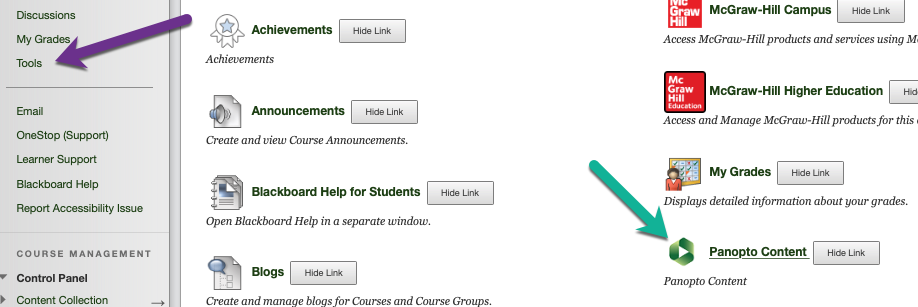 Discussions
My Grades
Tools
Email
OneStop (Support)
Learner Support
Blackboard Help
Report Accessibility Issue
COURSE MANAGEMENT
Control Panel
Content Collection
Achievements Hide Link
Achievements
Announcements Hide Link
Create and view Course Announcements.
Blackboard Help for Students Hide Link
Open Blackboard Help in a separate window.
Blogs Hide Link
Create and manage blogs for Courses and Course Groups.
Graw
Hill
McGraw-Hill Campus Hide Link
Access McGraw-Hill products and services using
Mc
Graw
Hill
Education
McGraw-Hill Higher Education
Access and Manage McGraw-Hill products for this
My Grades Hide Link
Displays detailed information about your grades.
Panopto Content Hide Link
Panopto Content